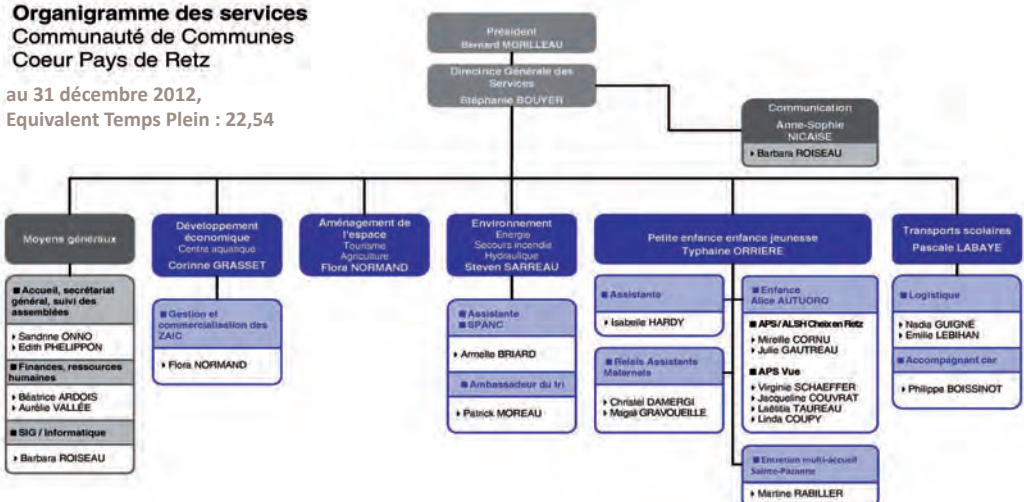 Organigramme des services
Communauté de Communes
Coeur Pays de Retz
au 31 décembre 2012,
Equivalent Temps Plein : 22,54
Président
Bernard MORILLEAU
Directrice Générale des
Services
Stéphanie BOUYER
Communication
Anne-Sophie
NICAISE
Barbara ROISEAU
Moyens généraux
■ Accueil, secrétariat
général, suivi des
assemblées
Sandrine ONNO
Edith PHELIPPON
■ Finances, ressources
humaines
Béatrice ARDOIS
Aurélie VALLÉE
■ SIG / Informatique
Barbara ROISEAU
Développement
économique
Centre aquatique
Corinne GRASSET
■ Gestion et
commercialisation des
ZAIC
Flora NORMAND
Aménagement de
l'espace
Tourisme
Agriculture
Flora NORMAND
Environnement
Energie
Secours incendie
Hydraulique
Steven SARREAU
■ Assistante
■ SPANC
Armelle BRIARD
■ Ambassadeur du tri
Patrick MOREAU
Petite enfance enfance jeunesse
Typhaine ORRIERE
■ Assistante
Isabelle HARDY
■ Relais Assistants
Maternels
Christel DAMERGI
Magali GRAVOUEILLE
■ Enfance
Alice AUTUORO
■ APS / ALSH Cheix en Retz
Mireille CORNU
Julie GAUTREAU
■ APS Vue
Virginie SCHAEFFER
Jacqueline COUVRAT
Laëtitia TAUREAU
Linda COUPY
■ Entretien multi-accueil
Sainte-Pazanne
Martine RABILLER
Transports scolaires
Pascale LABAYE
■ Logistique
Nadia GUIGNÉ
Emilie LEBIHAN
■ Accompagnant car
Philippe BOISSINOT